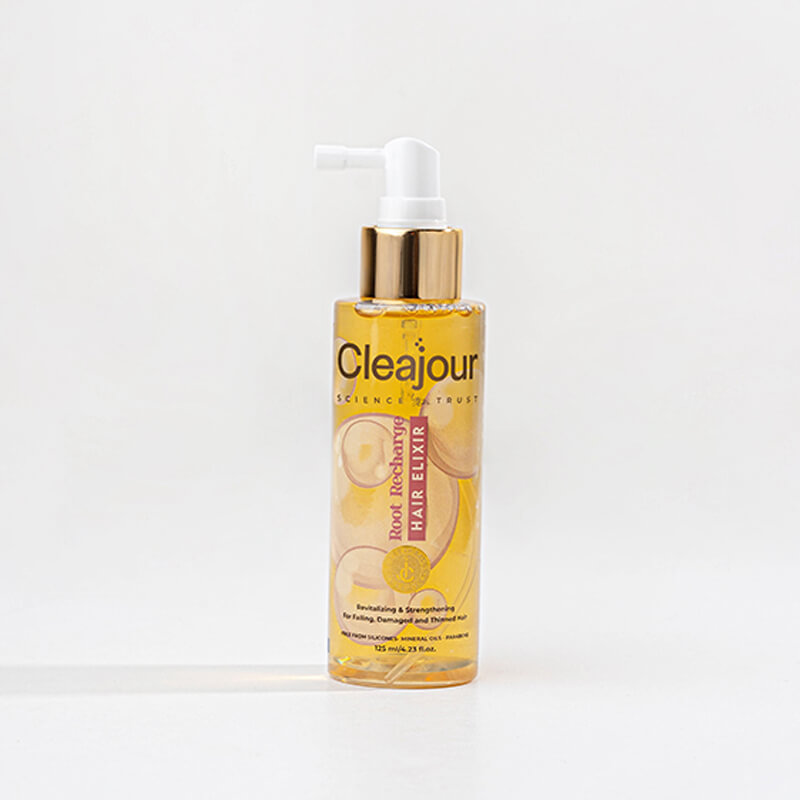 Cleajour
SCIENCE & TRUST
Root Recharge
HAIR ELIXIR
Revitalizing & Strengthening
For Falling, Damaged and Thinned Hair
FREE FROM SILICONES - MINERAL OILS - PARABENS
125 ml/4.23 fl.oz.